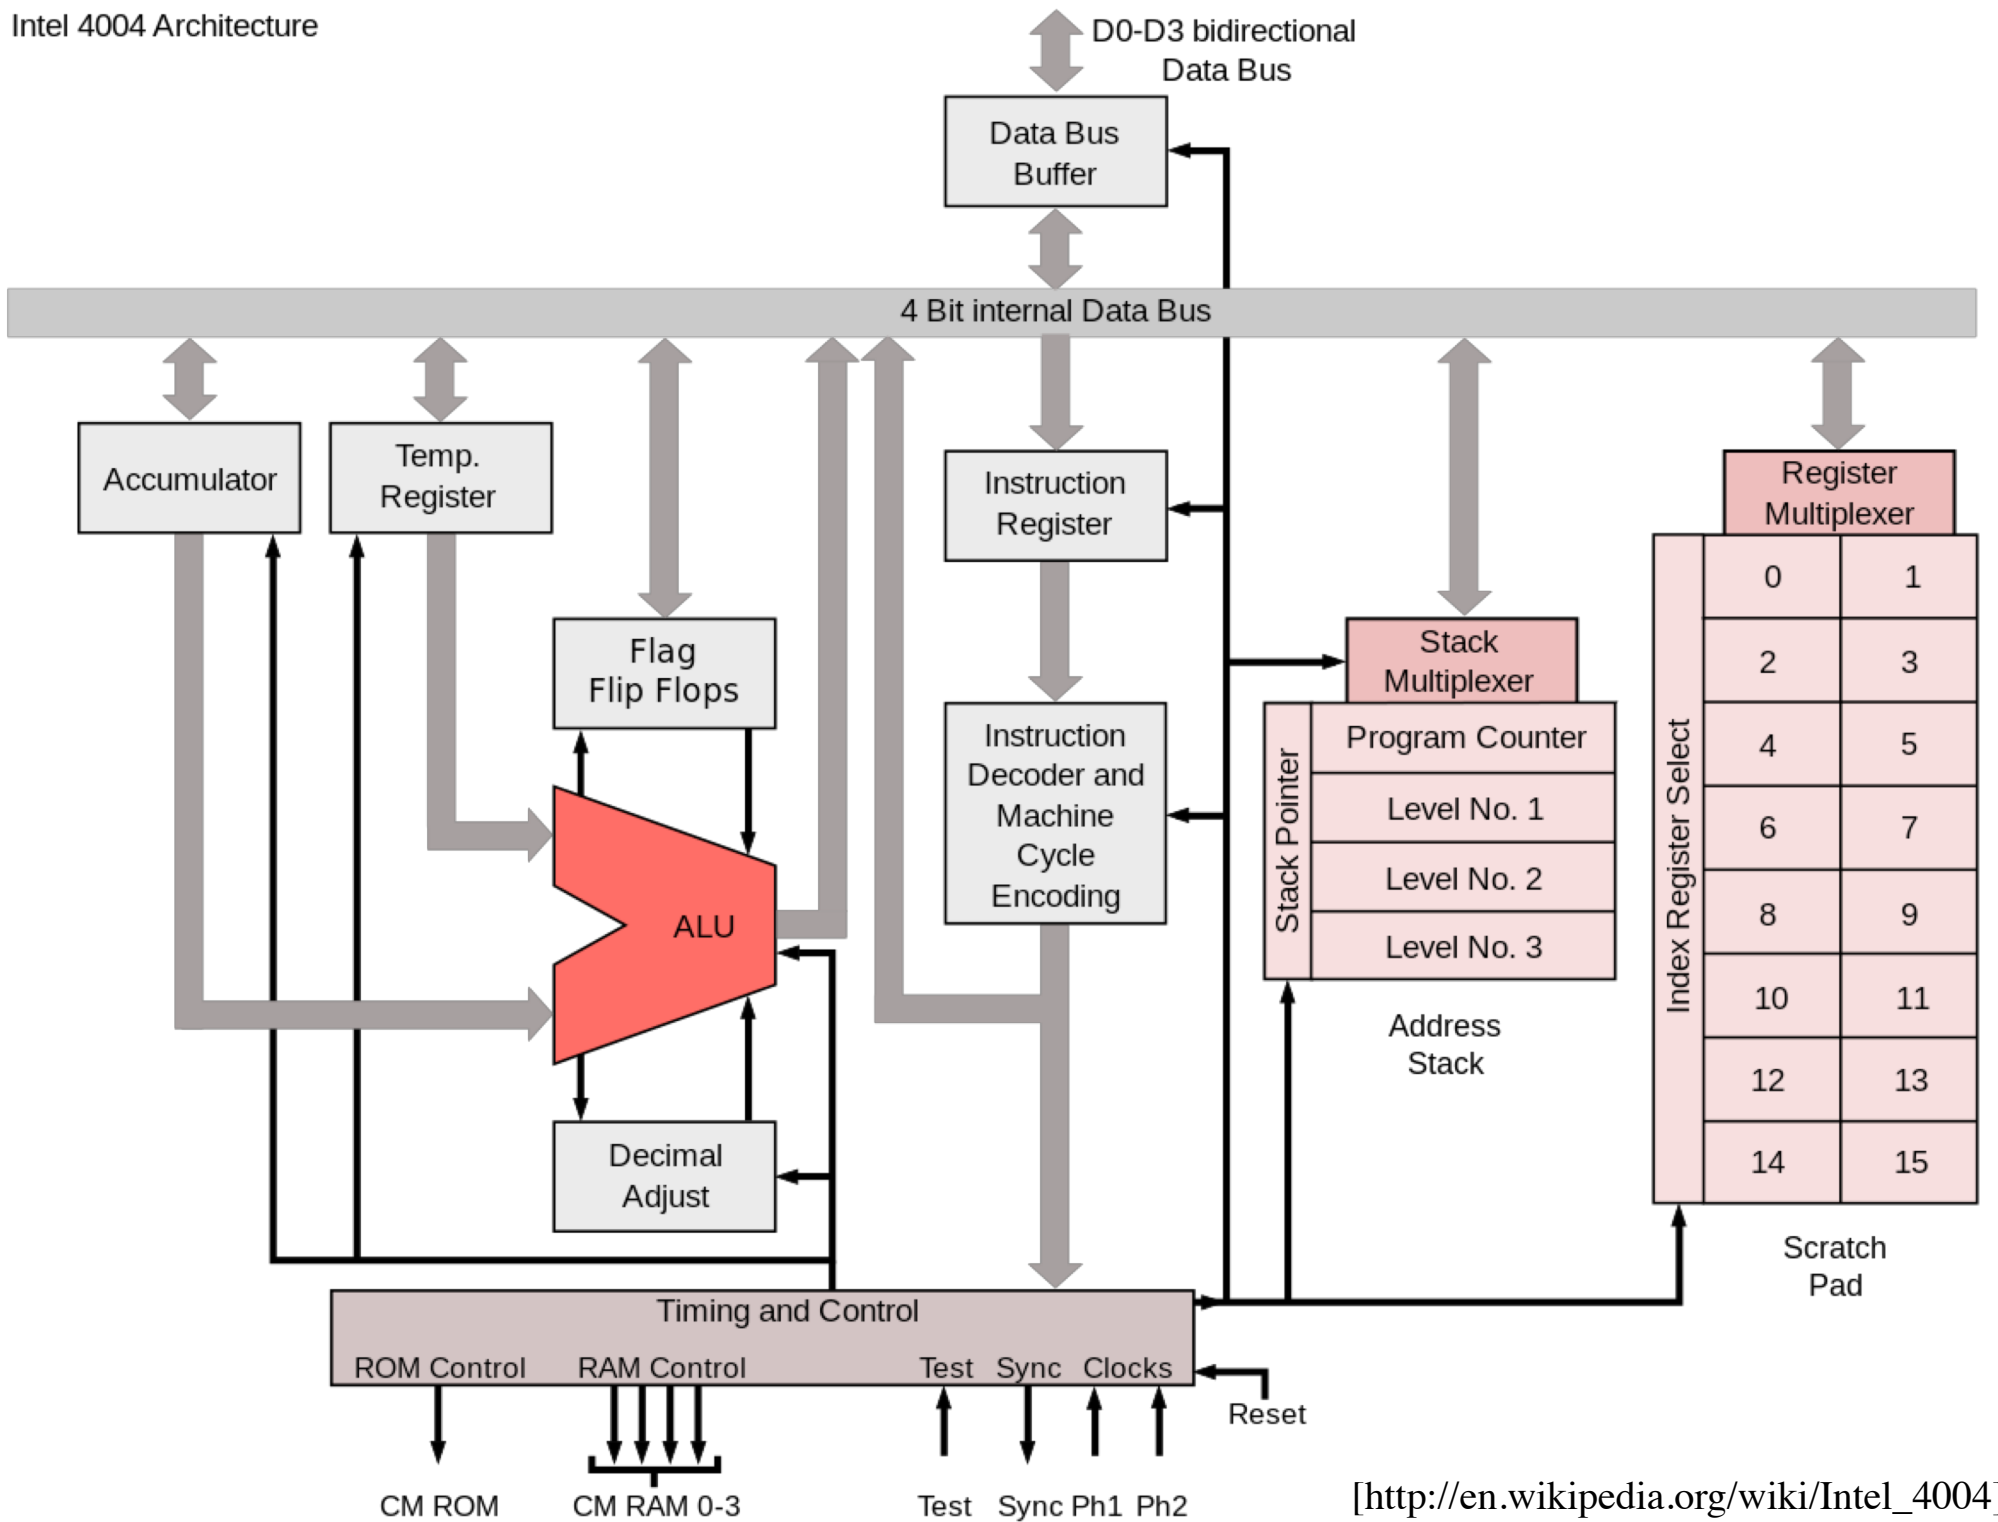 Intel 4004 Architecture
D0-D3 bidirectional
Data Bus
Data Bus
Buffer
4 Bit internal Data Bus
Accumulator
Temp.
Register
Flag
Flip Flops
ALU
Decimal
Adjust
Instruction
Register
Instruction
Decoder and
Machine
Cycle
Encoding
Stack
Multiplexer
Stack Pointer
Program Counter
Level No. 1
Level No. 2
Level No. 3
Address
Stack
Register
Multiplexer
Index Register Select
0 1
2 3
4 5
6 7
8 9
10 11
12 13
14 15
Scratch
Pad
Timing and Control
ROM Control RAM Control Test Sync Clocks
Reset
CM ROM CM RAM 0-3 Test Sync Ph1 Ph2
[http://en.wikipedia.org/wiki/Intel_4004]